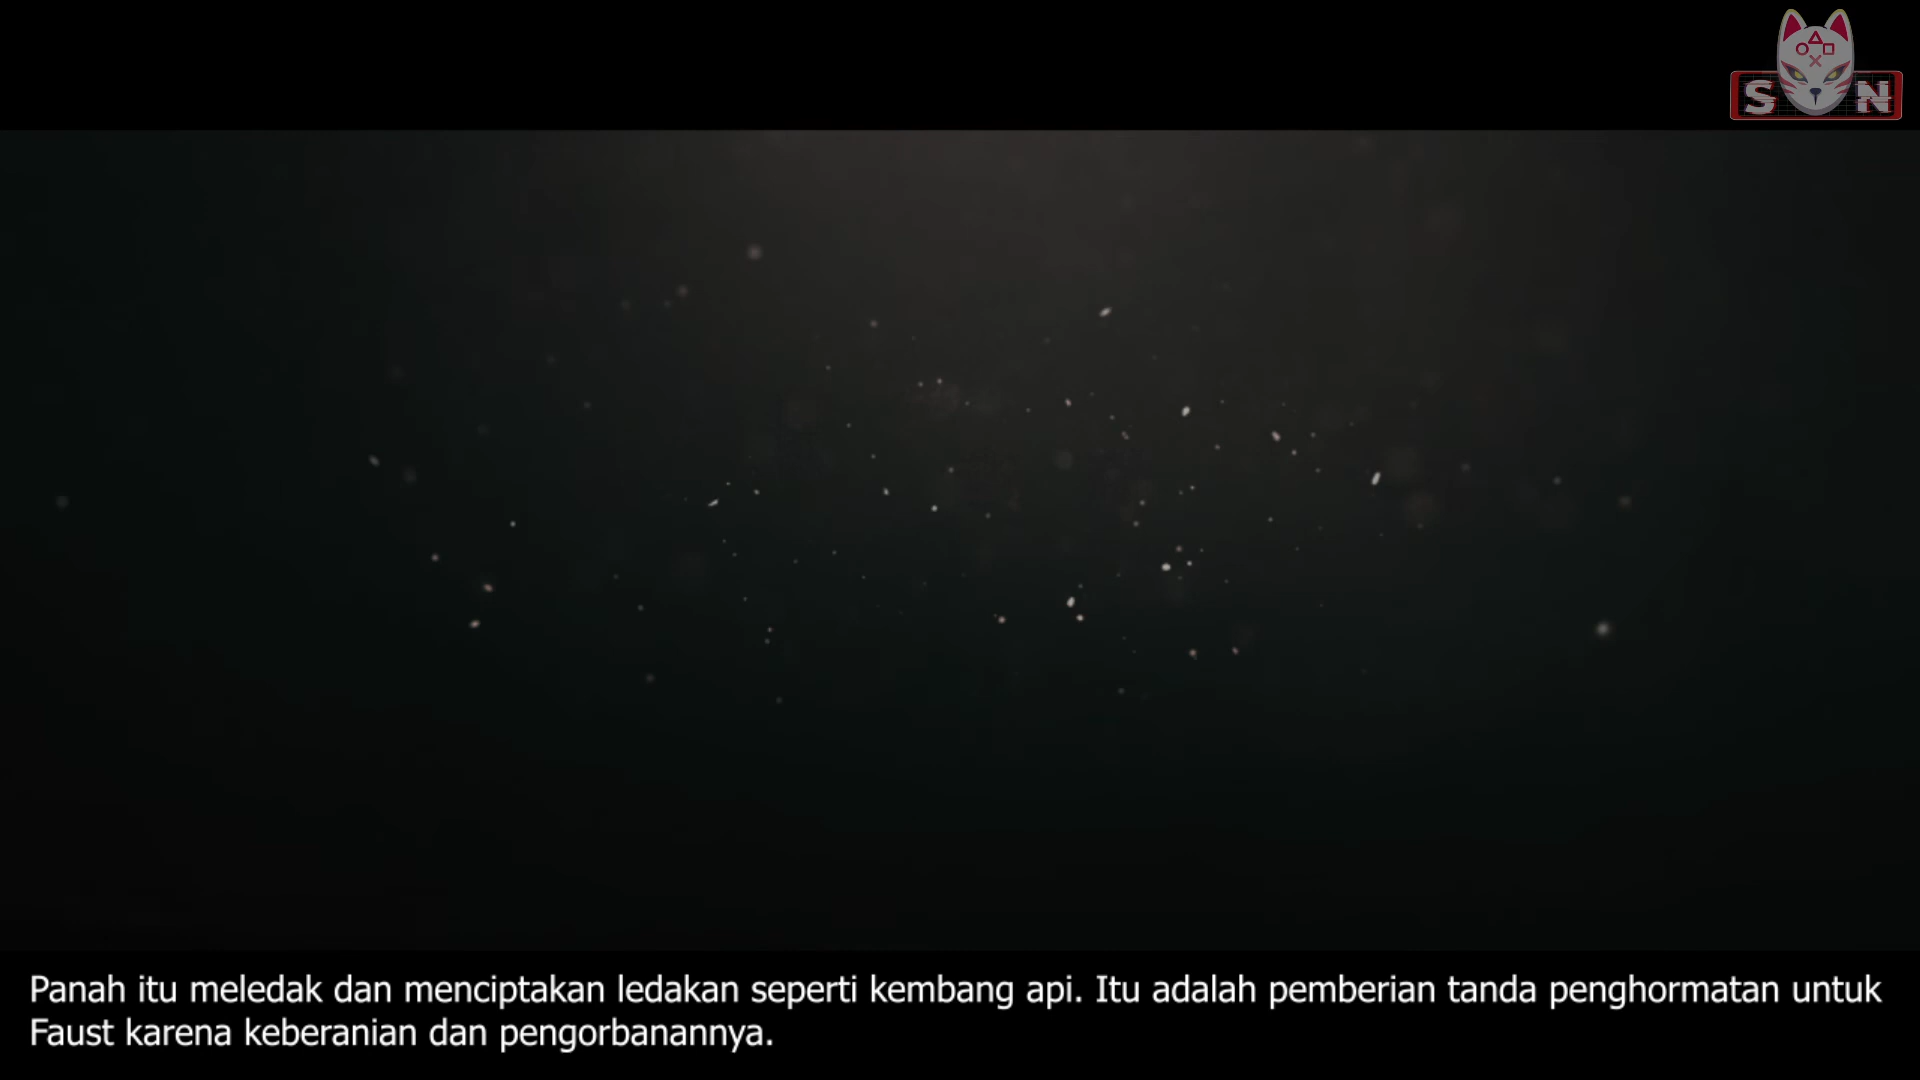 S N
Panah itu meledak dan menciptakan ledakan seperti kembang api. Itu adalah pemberian tanda penghormatan untuk
Faust karena keberanian dan pengorbanannya.